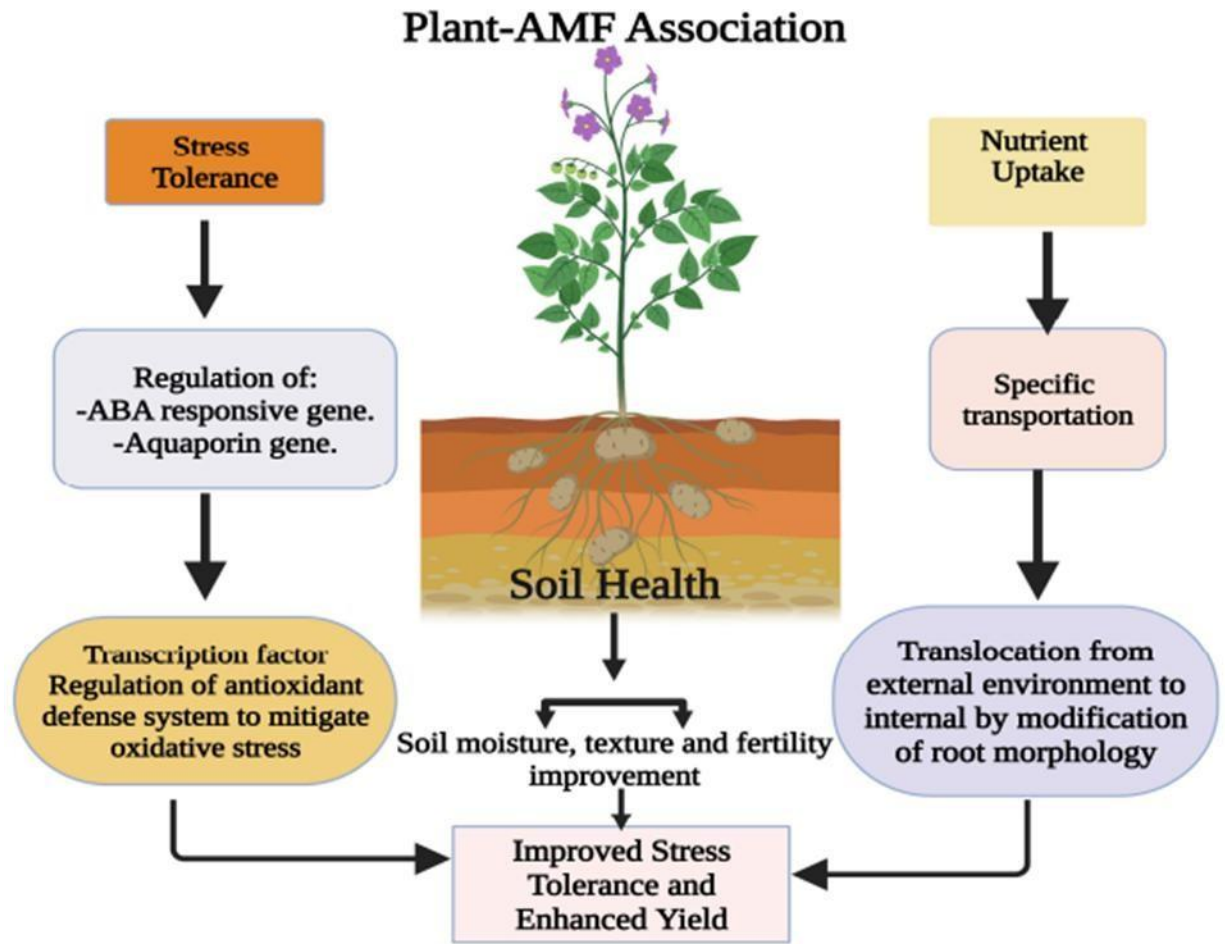 Plant-AMF Association
Stress
Tolerance
Regulation of:
-ABA responsive gene.
-Aquaporin gene.
Transcription factor
Regulation of antioxidant
defense system to mitigate
oxidative stress
Soil Health
Soil moisture, texture and fertility
improvement
Nutrient
Uptake
Specific
transportation
Translocation from
external environment to
internal by modification
of root morphology
Improved Stress
Tolerance and
Enhanced Yield